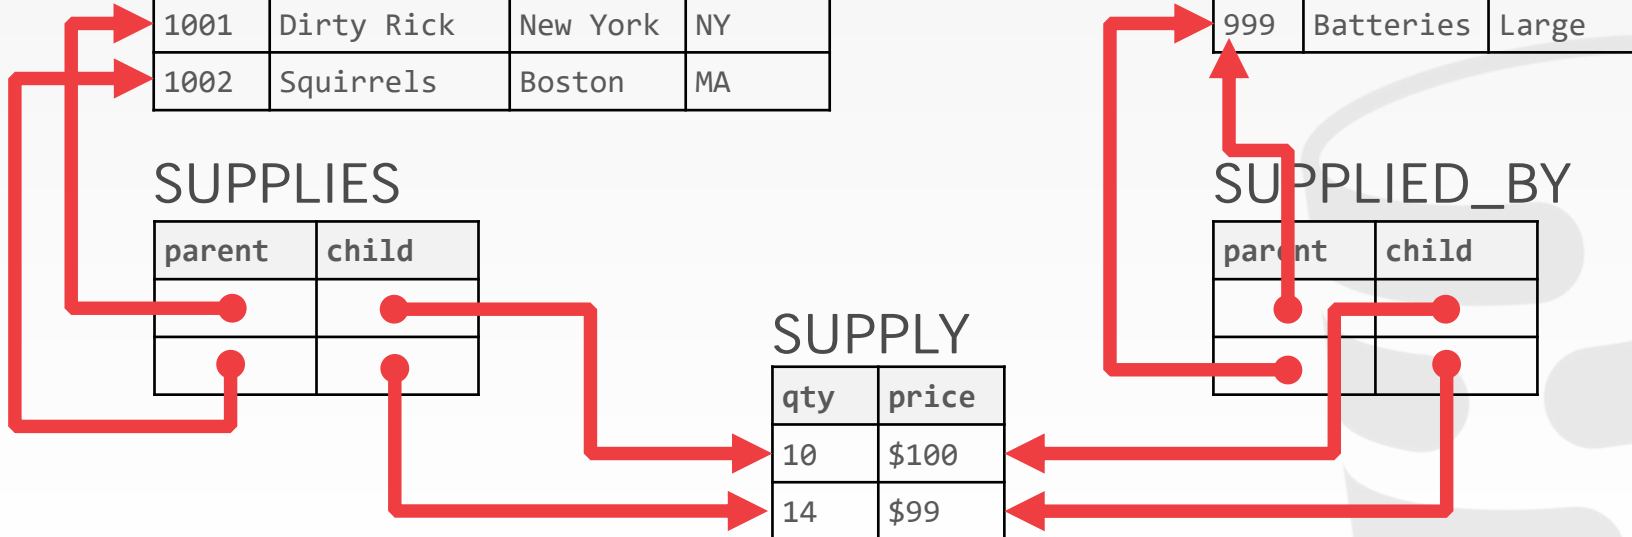 1001 Dirty Rick New York NY
1002 Squirrels Boston MA
999 Batteries Large
SUPPLIES
parent child
SUPPLIED_BY
parent child
SUPPLY
qty price
10 $100
14 $99